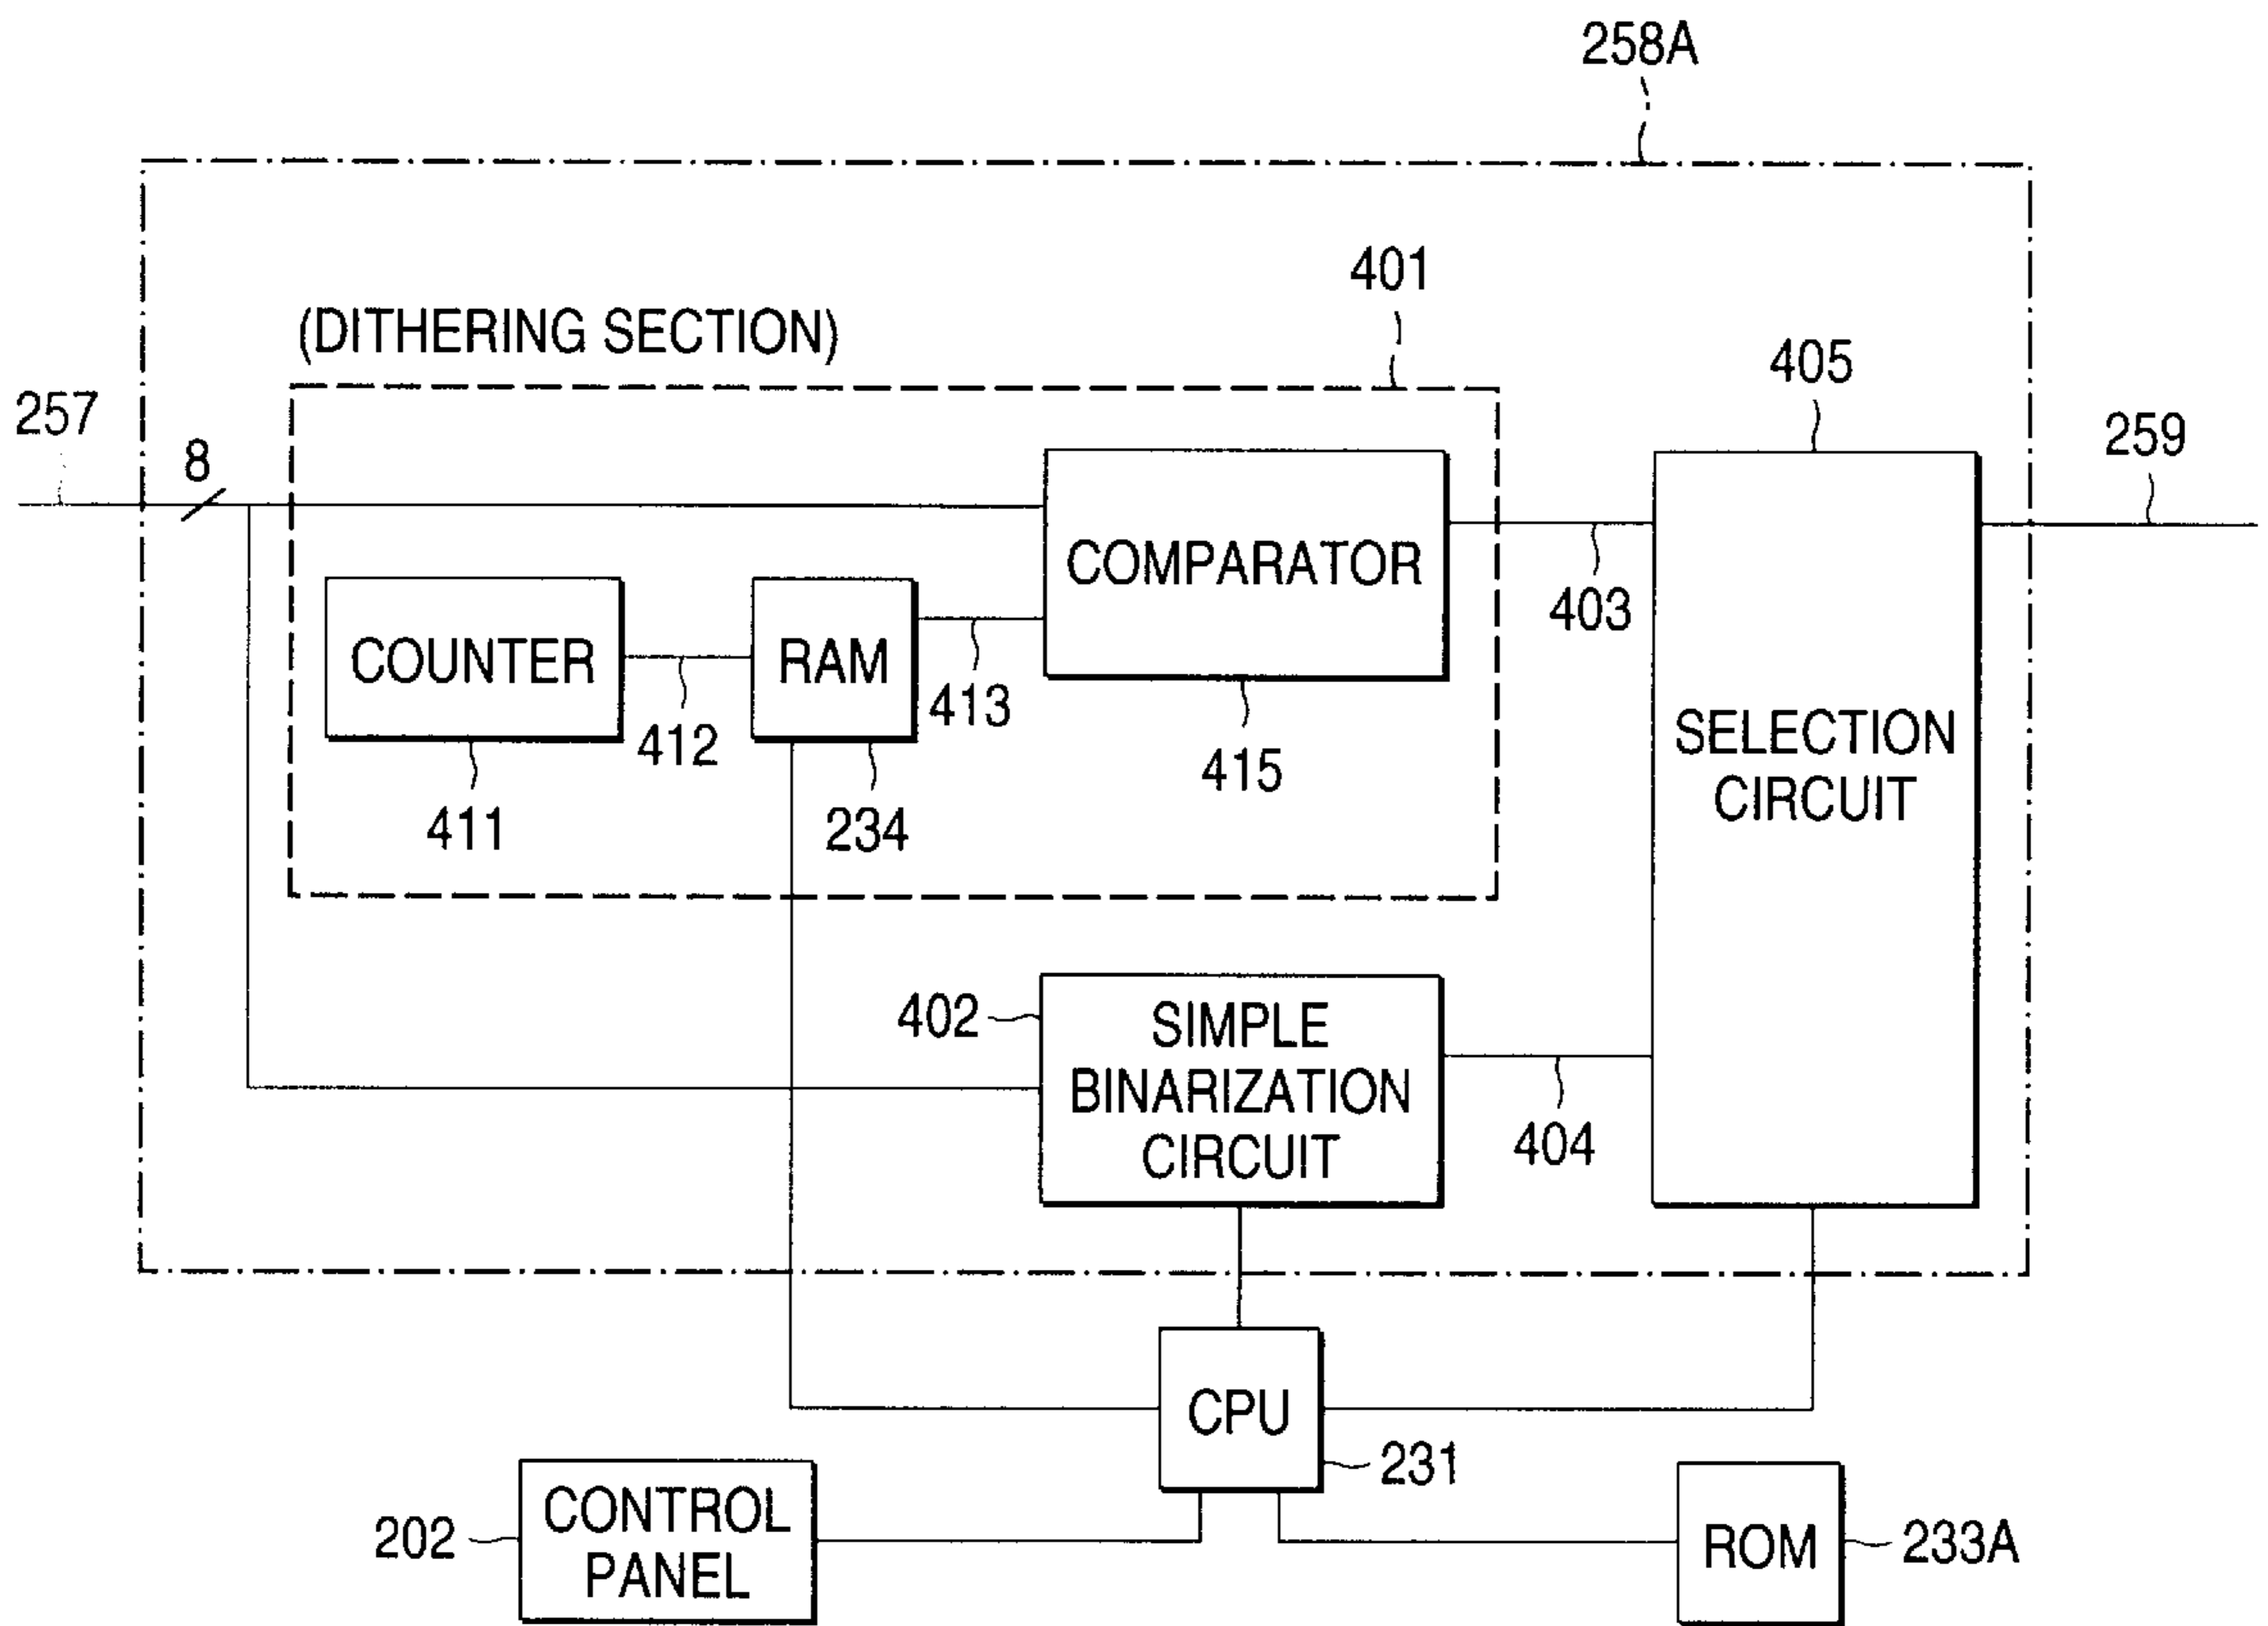 258A
401
(DITHERING SECTION)
405
257
8
259
COMPARATOR
403
COUNTER
RAM
413
412
415
SELECTION
CIRCUIT
411
234
402
SIMPLE
BINARIZATION
CIRCUIT
404
CPU
231
CONTROL
PANEL
202
ROM
233A